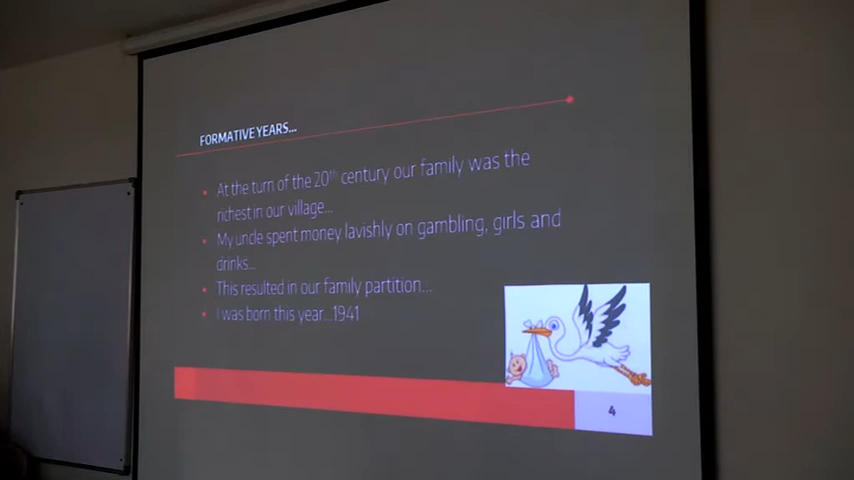 FORMATIVE YEARS...
At the turn of the 20th century our family was the
richest in our village...
My uncle spent money lavishly on gambling, girls and
drinks...
This resulted in our family partition...
I was born this year...1941
4